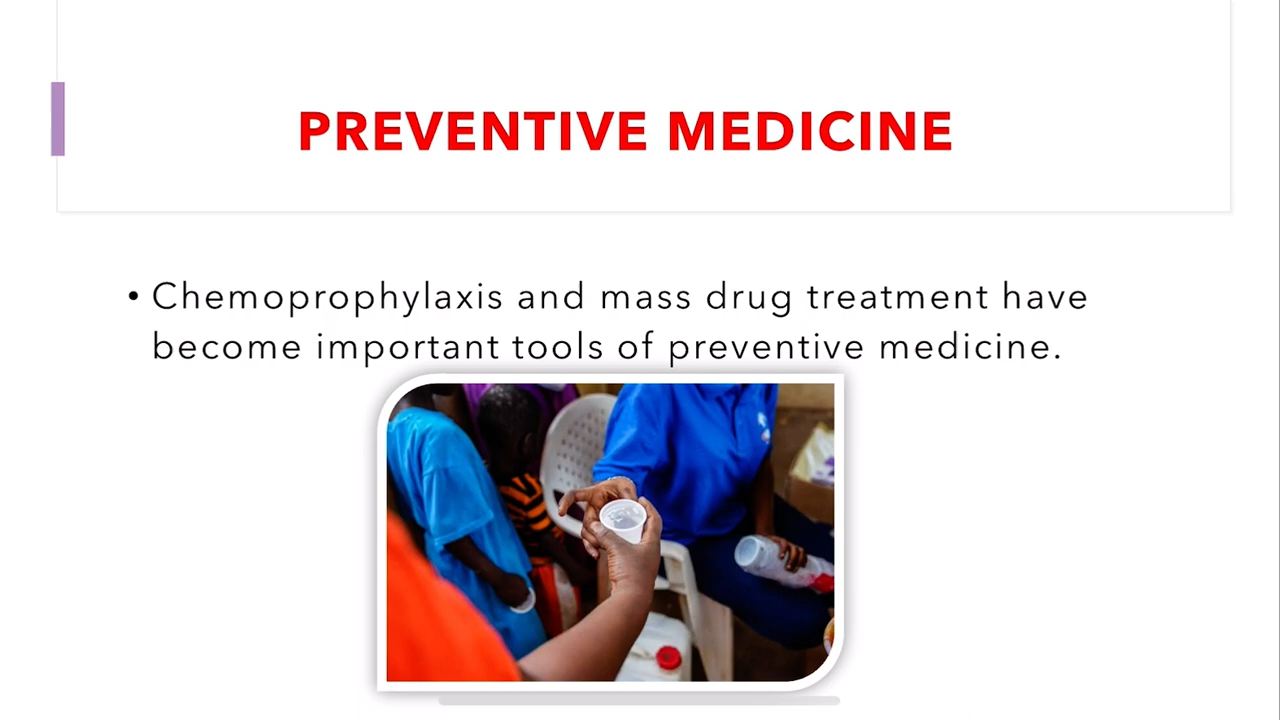 PREVENTIVE MEDICINE
• Chemoprophylaxis and mass drug treatment have
become important tools of preventive medicine.